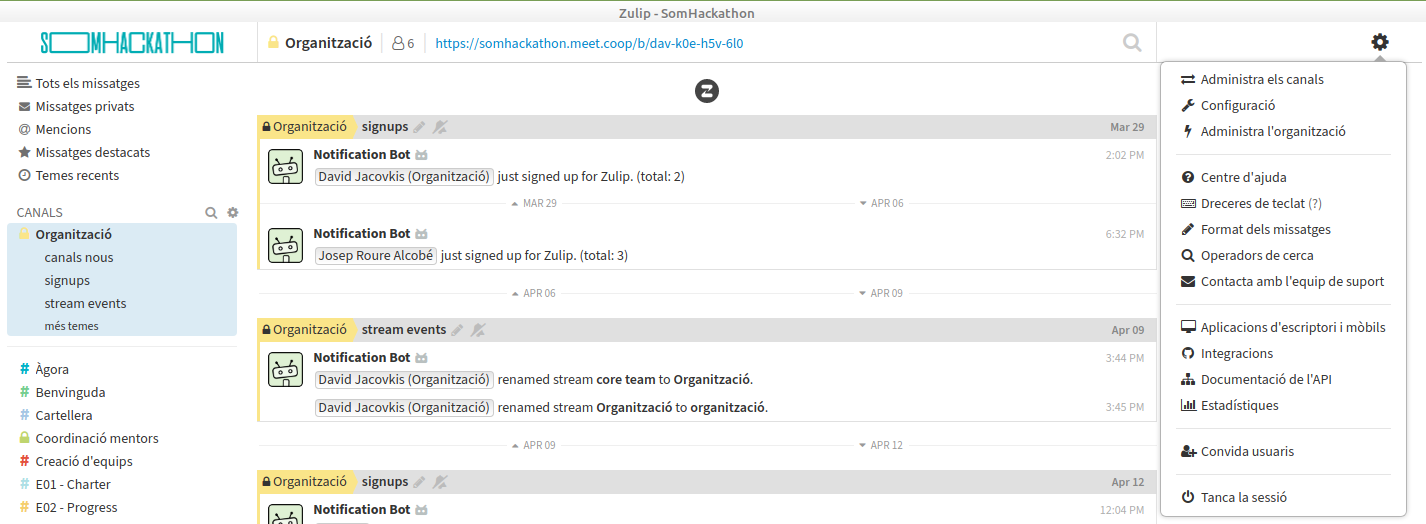 Zulip - SomHackathon
SOMHACKATHON
Organització
6
https://somhackathon.meet.coop/b/dav-k0e-h5v-6l0
Tots els missatges
Missatges privats
@ Mencions
Missatges destacats
Temes recents
CANALS
Organització
canals nous
signups
stream events
més temes
# Àgora
# Benvinguda
# Cartellera
Coordinació mentors
# Creació d'equips
# E01 - Charter
# E02 - Progress
Z
Organització signups Mar 29
Notification Bot 2:02 PM
David Jacovkis (Organització) just signed up for Zulip. (total: 2)
MAR 29 APR 06
Notification Bot 6:32 PM
Josep Roure Alcobé just signed up for Zulip. (total: 3)
APR 06 APR 09
Organització stream events Apr 09
Notification Bot 3:44 PM
David Jacovkis (Organització) renamed stream core team to Organització.
David Jacovkis (Organització) renamed stream Organització to organització. 3:45 PM
APR 09 APR 12
Organització signups Apr 12
Notification Bot 12:04 PM
Administra els canals
Configuració
Administra l'organització
Centre d'ajuda
Dreceres de teclat (?)
Format dels missatges
Operadors de cerca
Contacta amb l'equip de suport
Aplicacions d'escriptori i mòbils
Integracions
Documentació de l'API
Estadístiques
Convida usuaris
Tanca la sessió